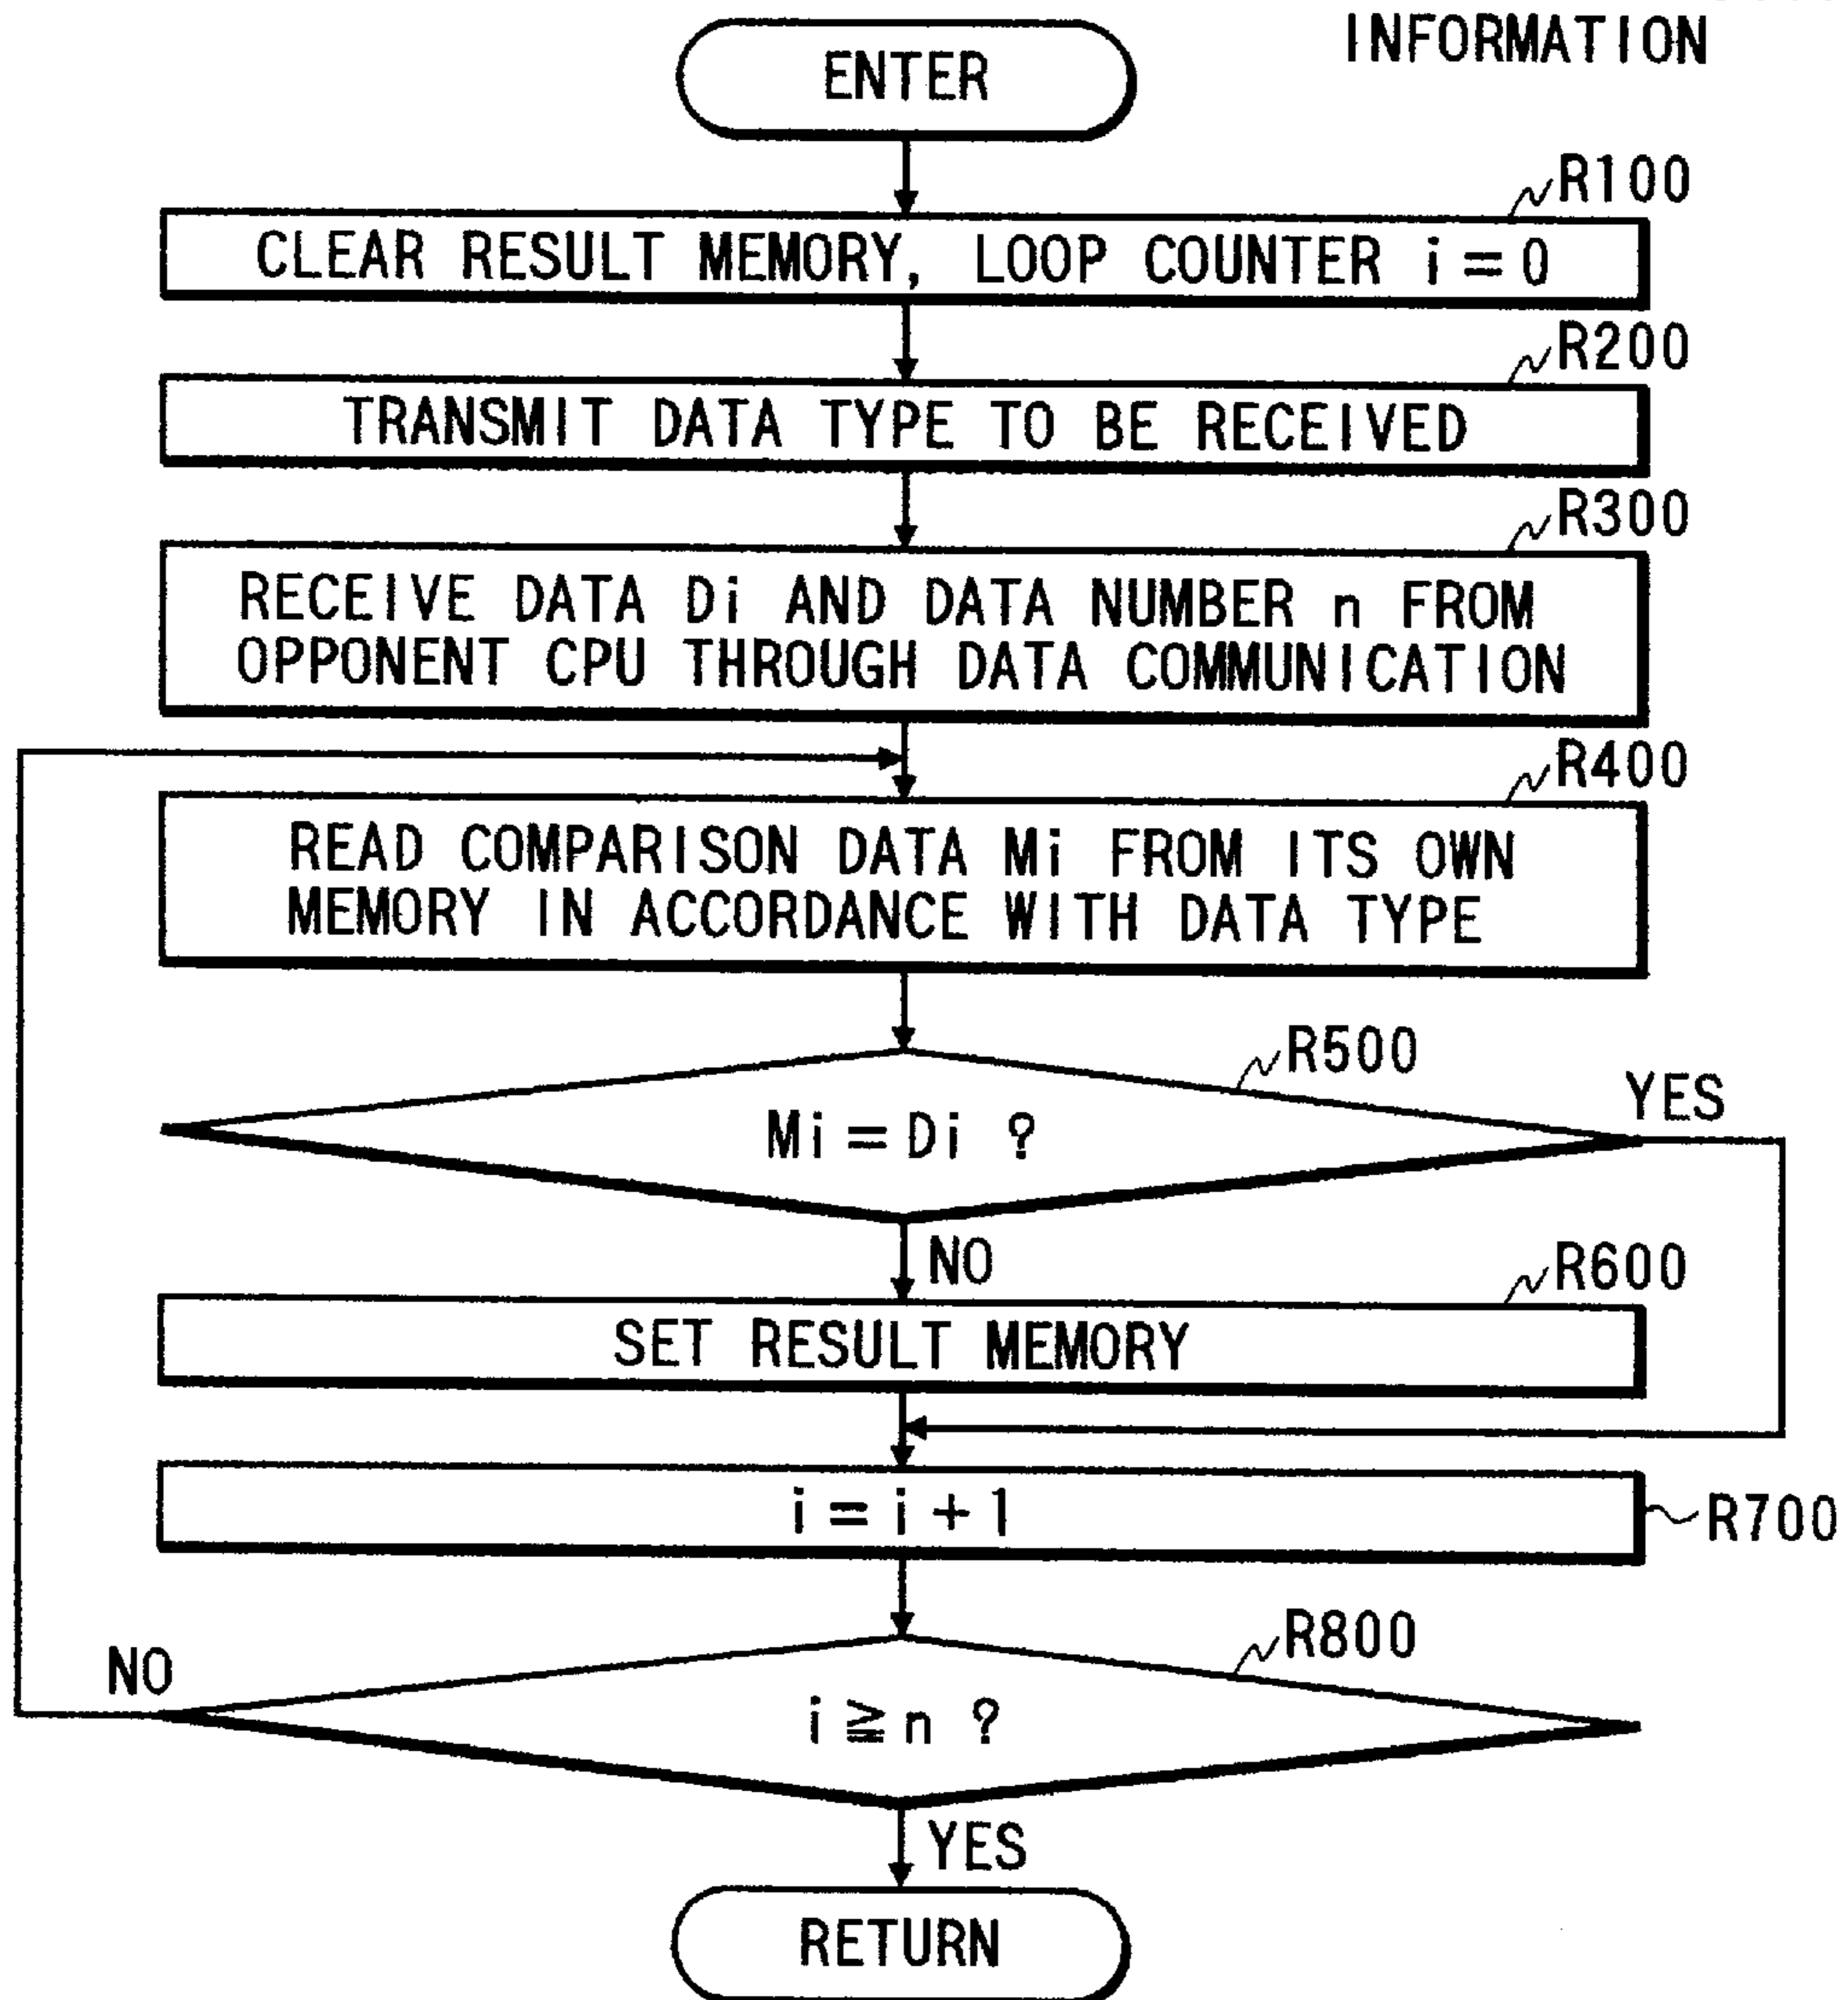 INFORMATION
ENTER
R100
CLEAR RESULT MEMORY, LOOP COUNTER i = 0
R200
TRANSMIT DATA TYPE TO BE RECEIVED
R300
RECEIVE DATA Di AND DATA NUMBER n FROM
OPPONENT CPU THROUGH DATA COMMUNICATION
R400
READ COMPARISON DATA Mi FROM ITS OWN
MEMORY IN ACCORDANCE WITH DATA TYPE
R500
YES
Mi = Di ?
NO
R600
SET RESULT MEMORY
i = i + 1
R700
R800
NO
i ≧ n ?
YES
RETURN